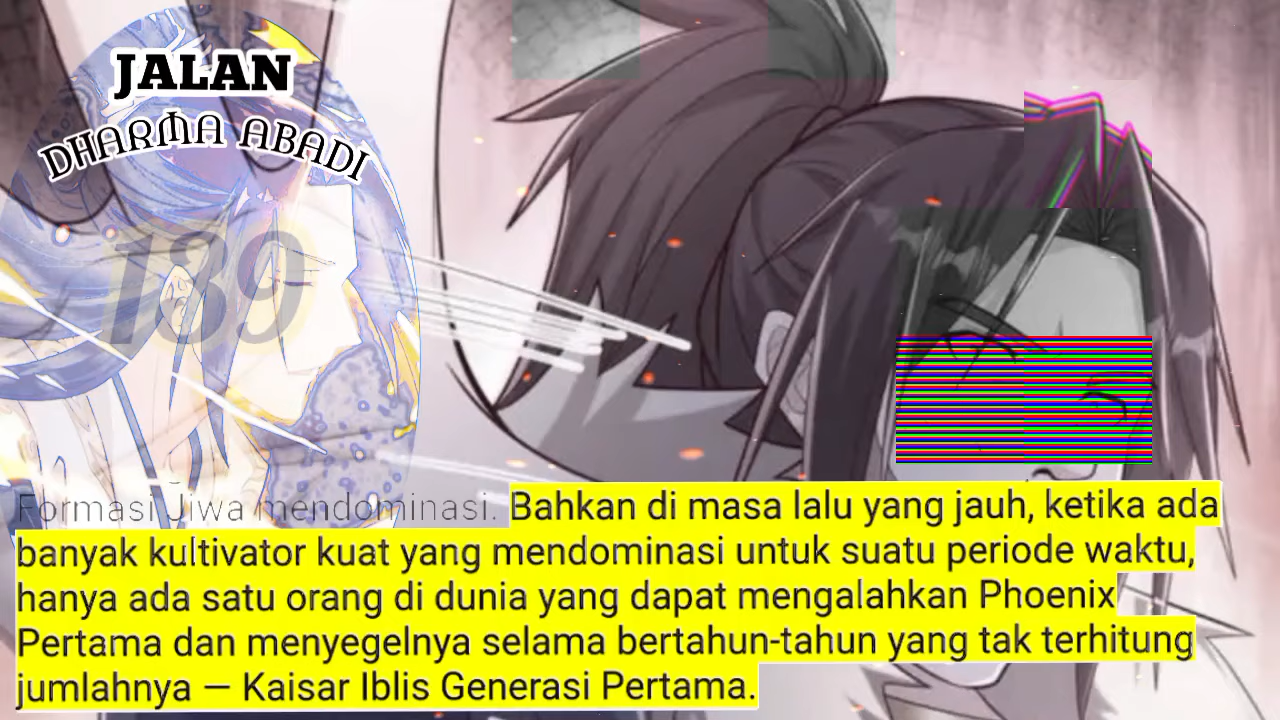 JALAN
DHARMA ABADI
189
Formasi Jiwa mendominasi. Bahkan di masa lalu yang jauh, ketika ada
banyak kultivator kuat yang mendominasi untuk suatu periode waktu,
hanya ada satu orang di dunia yang dapat mengalahkan Phoenix
Pertama dan menyegelnya selama bertahun-tahun yang tak terhitung
jumlahnya — Kaisar Iblis Generasi Pertama.